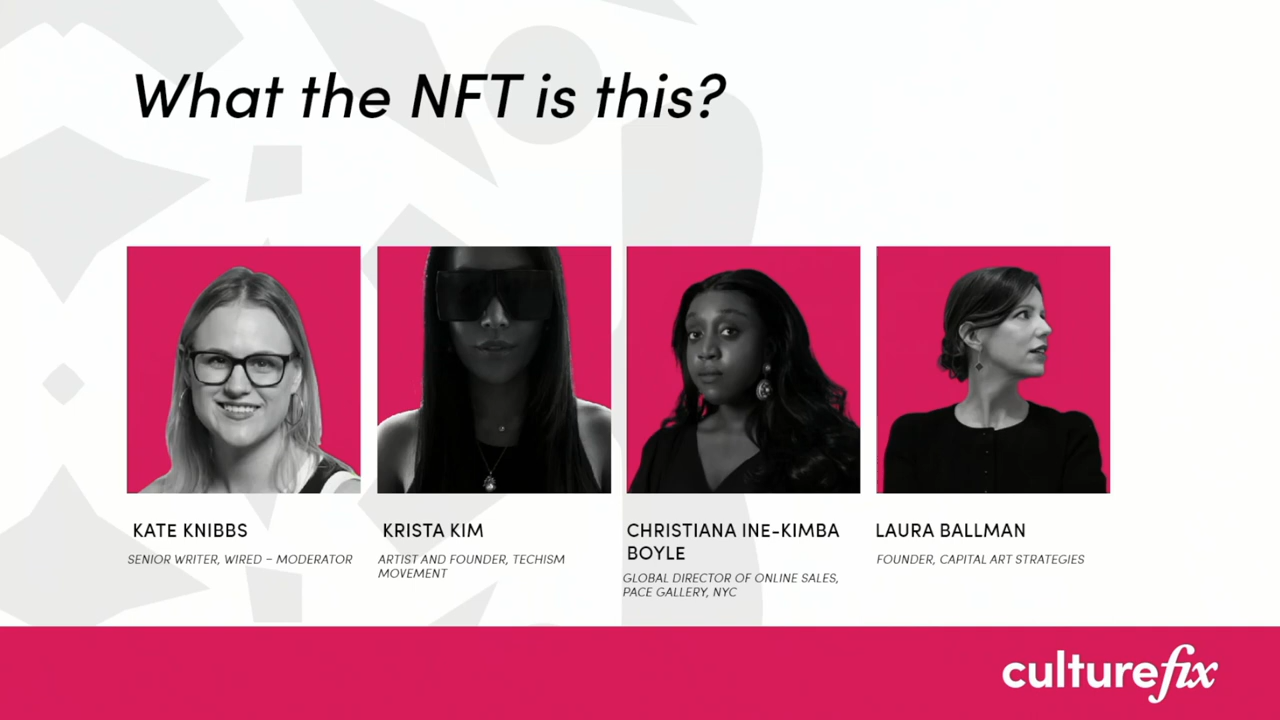 What the NFT is this?
KATE KNIBBS
SENIOR WRITER, WIRED – MODERATOR
KRISTA KIM
ARTIST AND FOUNDER, TECHISM
MOVEMENT
CHRISTIANA INE-KIMBA
BOYLE
GLOBAL DIRECTOR OF ONLINE SALES,
PACE GALLERY, NYC
LAURA BALLMAN
FOUNDER, CAPITAL ART STRATEGIES
culturefix